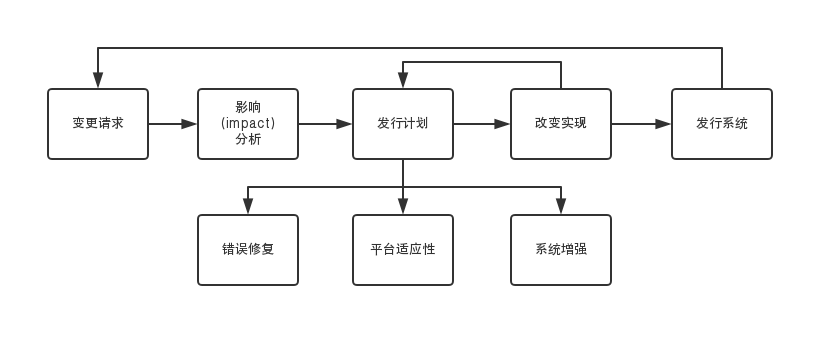 变更请求
影响
(impact)
分析
发行计划
改变实现
发行系统
错误修复
平台适应性
系统增强